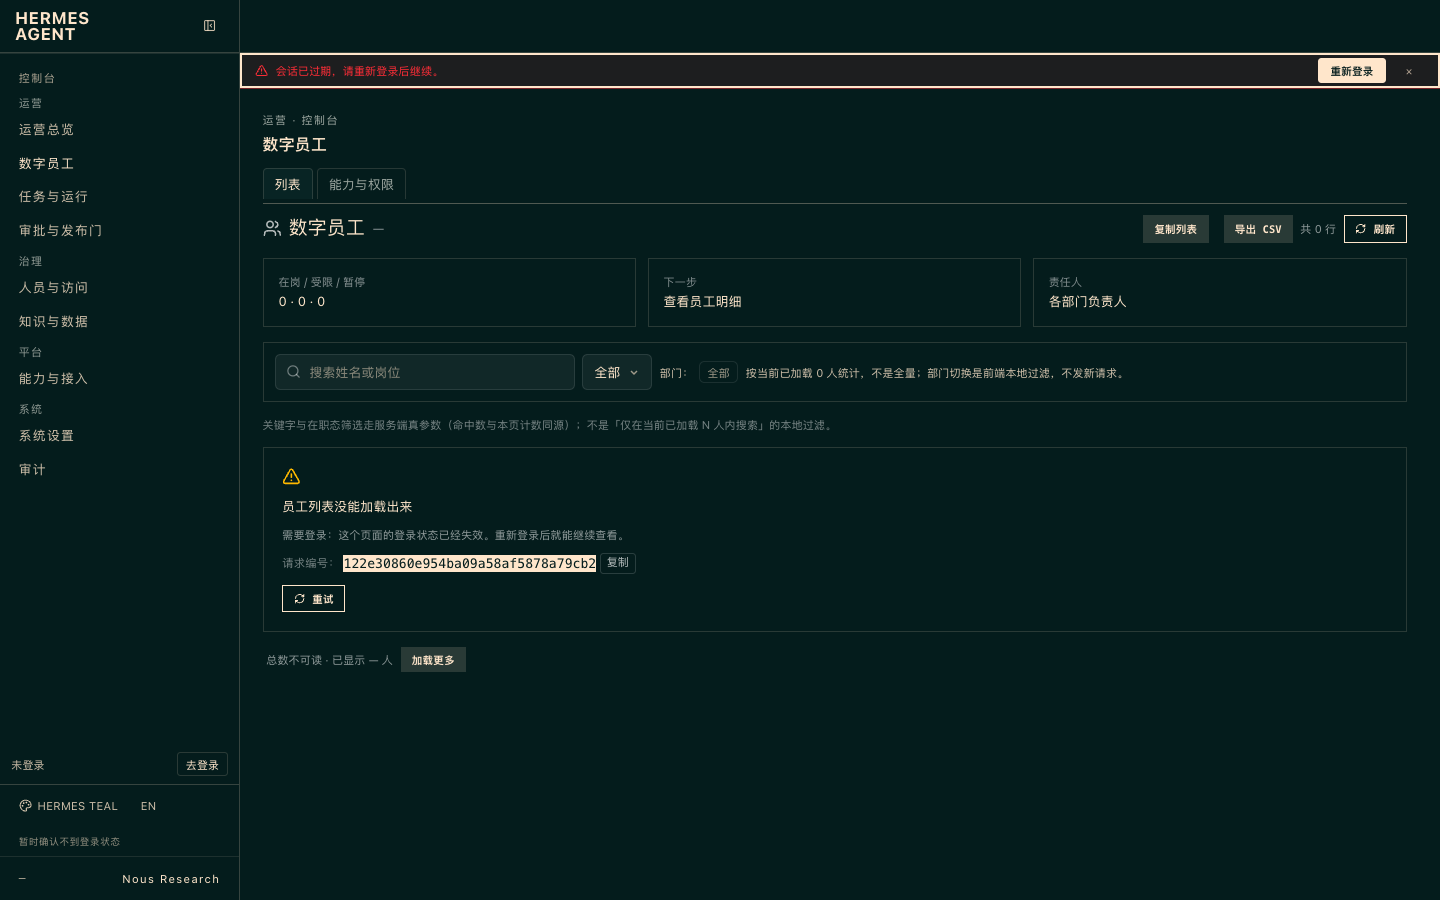 HERMES
AGENT
控制台
运营
运营总览
数字员工
任务与运行
审批与发布门
治理
人员与访问
知识与数据
平台
能力与接入
系统
系统设置
审计
未登录
去登录
HERMES TEAL
EN
暂时确认不到登录状态
—
Nous Research
会话已过期，请重新登录后继续。
重新登录
×
运营 · 控制台
数字员工
列表
能力与权限
数字员工 —
复制列表
导出 CSV
共 0 行
刷新
在岗 / 受限 / 暂停
0 · 0 · 0
下一步
查看员工明细
责任人
各部门负责人
搜索姓名或岗位
全部
部门：
全部
按当前已加载 0 人统计，不是全量；部门切换是前端本地过滤，不发新请求。
关键字与在职态筛选走服务端真参数（命中数与本页计数同源）；不是「仅在当前已加载 N 人内搜索」的本地过滤。
员工列表没能加载出来
需要登录：这个页面的登录状态已经失效。重新登录后就能继续查看。
请求编号： 122e30860e954ba09a58af5878a79cb2 复制
重试
总数不可读 · 已显示 — 人
加载更多